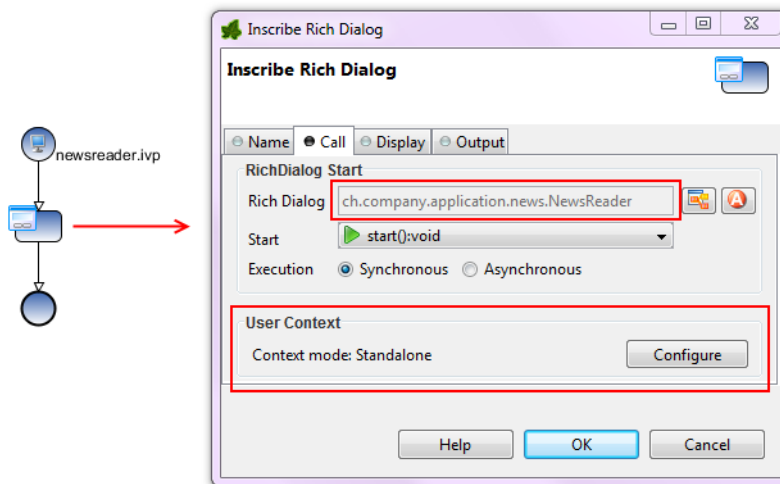 Inscribe Rich Dialog
Inscribe Rich Dialog
Name Call Display Output
newsreader.ivp
RichDialog Start
Rich Dialog ch.company.application.news.NewsReader A
Start start():void
Execution Synchronous Asynchronous
User Context
Context mode: Standalone Configure
Help OK Cancel